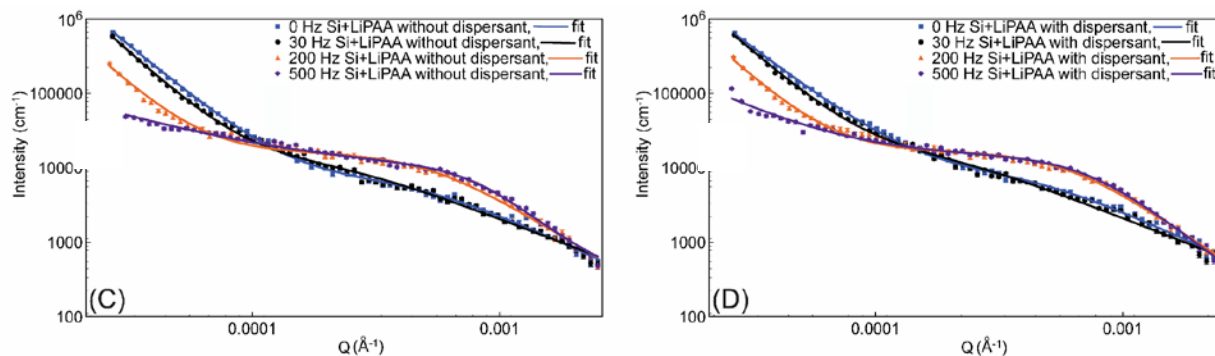 10⁶
0 Hz Si+LiPAA without dispersant, fit
30 Hz Si+LiPAA without dispersant, fit
200 Hz Si+LiPAA without dispersant, fit
500 Hz Si+LiPAA without dispersant, fit
100000
Intensity (cm⁻¹)
1000
1000
100
(C)
0.0001
0.001
Q (Å⁻¹)
10⁶
0 Hz Si+LiPAA with dispersant, fit
30 Hz Si+LiPAA with dispersant, fit
200 Hz Si+LiPAA with dispersant, fit
500 Hz Si+LiPAA with dispersant, fit
100000
Intensity (cm⁻¹)
1000
1000
100
(D)
0.0001
0.001
Q (Å⁻¹)